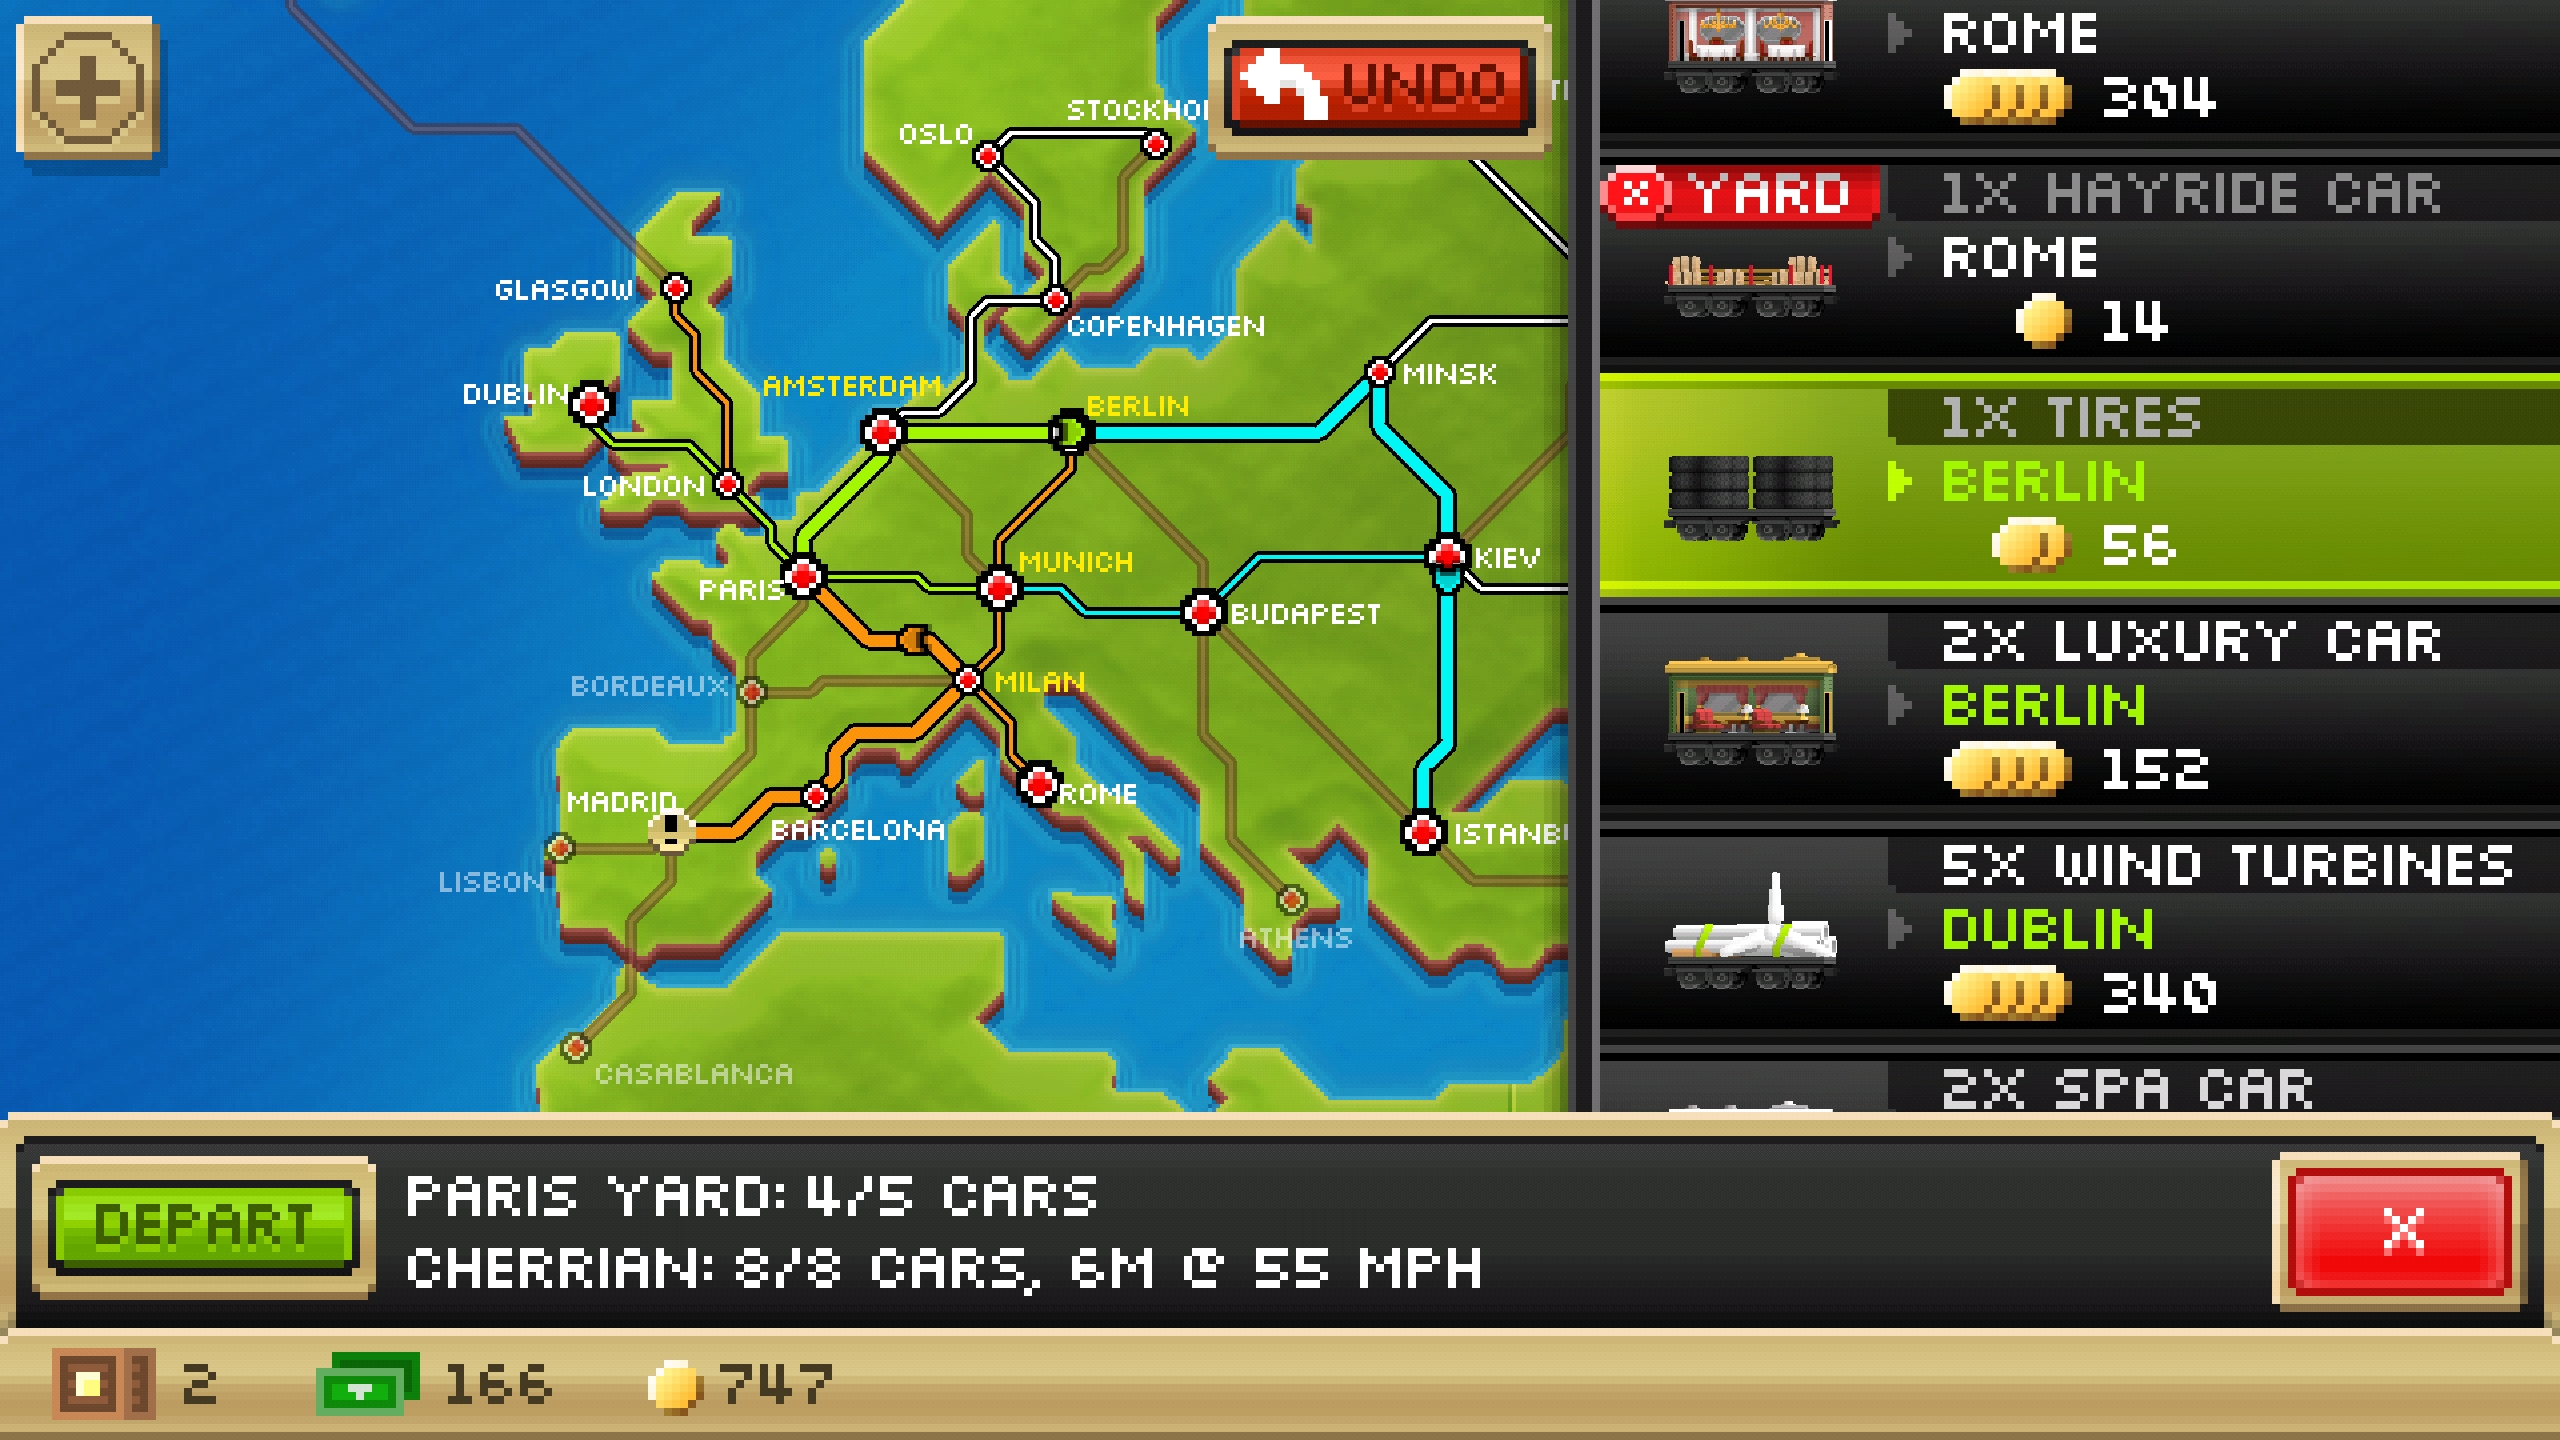 UNDO
STOCKHO
OSLO
GLASGOW
COPENHAGEN
DUBLIN
AMSTERDAM
BERLIN
MINSK
LONDON
PARIS
MUNICH
KIEV
BUDAPEST
BORDEAUX
MILAN
MADRID
ROME
BARCELONA
ISTANB
LISBON
ATHENS
CASABLANCA
ROME
304
YARD
1X HAYRIDE CAR
ROME
14
1X TIRES
BERLIN
56
2X LUXURY CAR
BERLIN
152
5X WIND TURBINES
DUBLIN
340
2X SPA CAR
DEPART
PARIS YARD: 4/5 CARS
CHERRIAN: 8/8 CARS, 6M @ 55 MPH
X
2
166
747